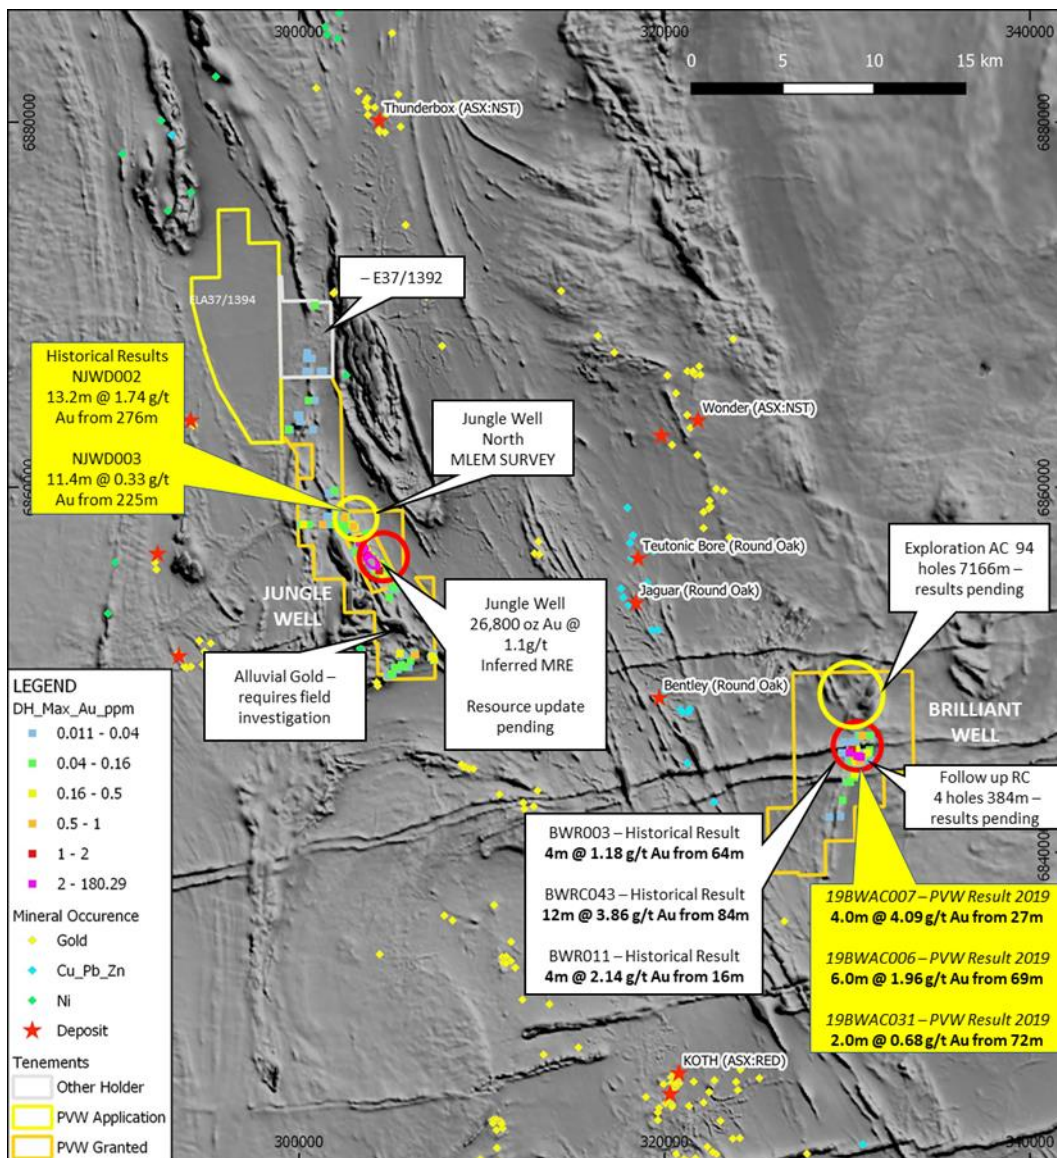 300000
320000
340000
0 5 10 15 km
6880000
6880000
Thunderbox (ASX:NST)
– E37/1392
ELA37/1394
Historical Results
NJWD002
13.2m @ 1.74 g/t
Au from 276m
NJWD003
11.4m @ 0.33 g/t
Au from 225m
Jungle Well
North
MLEM SURVEY
Wonder (ASX:NST)
6860000
6860000
Teutonic Bore (Round Oak)
Jaguar (Round Oak)
Exploration AC 94
holes 7166m –
results pending
JUNGLE
WELL
Jungle Well
26,800 oz Au @
1.1g/t
Inferred MRE
Resource update
pending
Alluvial Gold –
requires field
investigation
Bentley (Round Oak)
BRILLIANT
WELL
Follow up RC
4 holes 384m –
results pending
6840000
BWR003 – Historical Result
4m @ 1.18 g/t Au from 64m
BWRC043 – Historical Result
12m @ 3.86 g/t Au from 84m
BWR011 – Historical Result
4m @ 2.14 g/t Au from 16m
19BWAC007 – PVW Result 2019
4.0m @ 4.09 g/t Au from 27m
19BWAC006 – PVW Result 2019
6.0m @ 1.96 g/t Au from 69m
19BWAC031 – PVW Result 2019
2.0m @ 0.68 g/t Au from 72m
KOTH (ASX:RED)
LEGEND
DH_Max_Au_ppm
0.011 - 0.04
0.04 - 0.16
0.16 - 0.5
0.5 - 1
1 - 2
2 - 180.29
Mineral Occurence
Gold
Cu_Pb_Zn
Ni
Deposit
Tenements
Other Holder
PVW Application
PVW Granted
300000
320000
340000